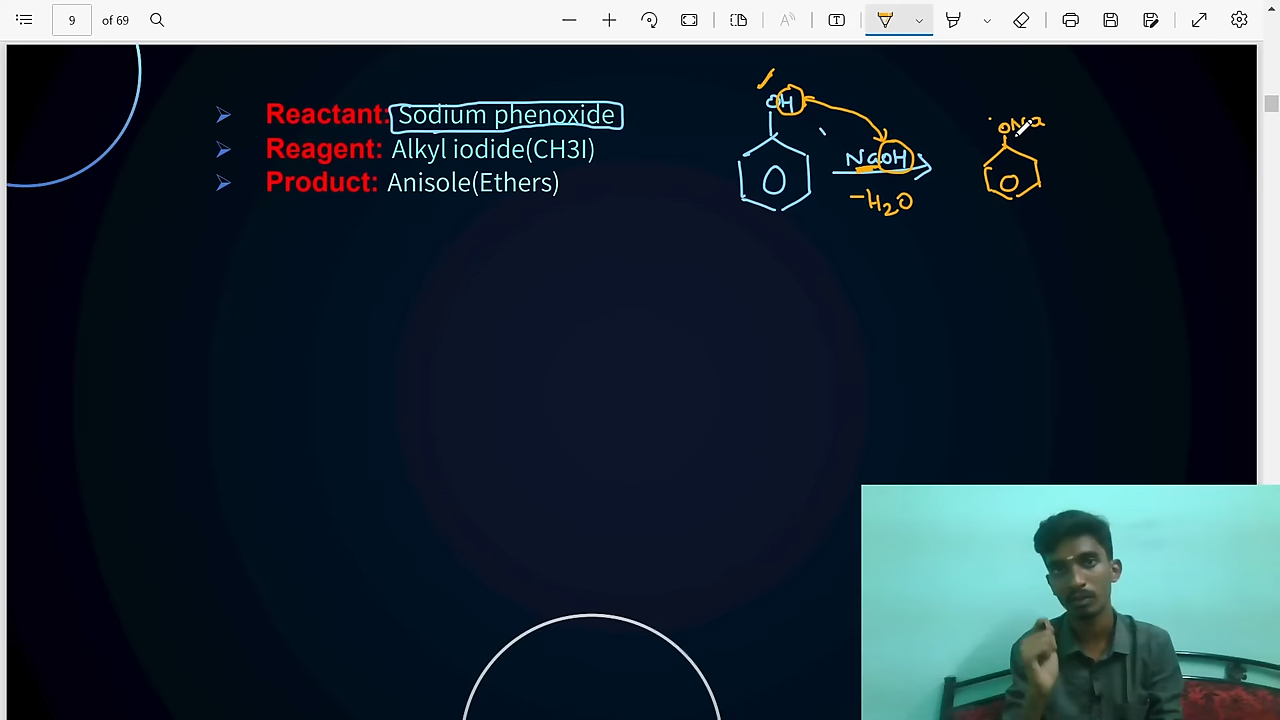 9 of 69
Reactant: Sodium phenoxide
Reagent: Alkyl iodide(CH3I)
Product: Anisole(Ethers)
OH
NaOH
-H2O
ONa